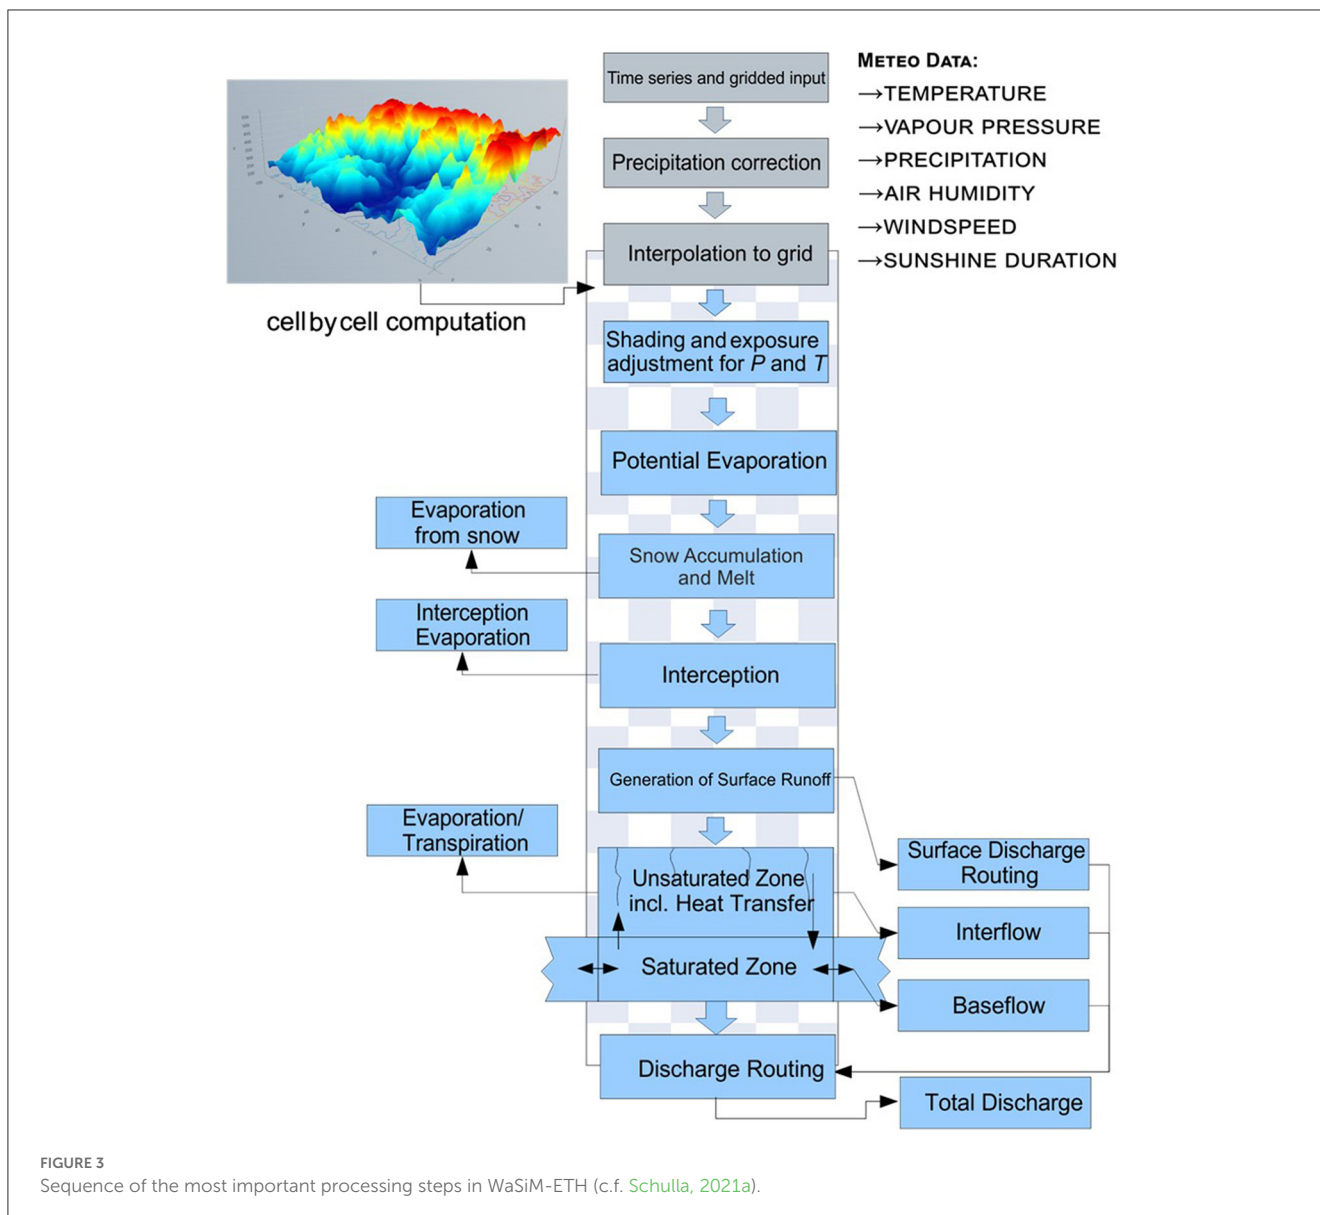 Time series and gridded input
METEO DATA:
→TEMPERATURE
→VAPOUR PRESSURE
→PRECIPITATION
→AIR HUMIDITY
→WINDSPEED
→SUNSHINE DURATION
Precipitation correction
Interpolation to grid
cell by cell computation
Shading and exposure
adjustment for P and T
Potential Evaporation
Evaporation
from snow
Snow Accumulation
and Melt
Interception
Evaporation
Interception
Generation of Surface Runoff
Evaporation/
Transpiration
Surface Discharge
Routing
Unsaturated Zone
incl. Heat Transfer
Interflow
Saturated Zone
Baseflow
Discharge Routing
Total Discharge
FIGURE 3
Sequence of the most important processing steps in WaSiM-ETH (c.f. Schulla, 2021a).